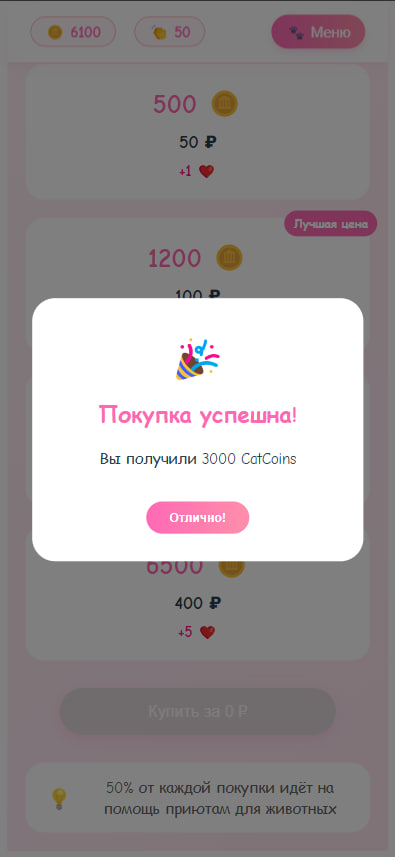 6100
50
🐾 Меню
500
50 ₽
+1 ❤️
Лучшая цена
1200
100 ₽
Покупка успешна!
Вы получили 3000 CatCoins
Отлично!
6500
400 ₽
+5 ❤️
Купить за 0 ₽
50% от каждой покупки идёт на
помощь приютам для животных